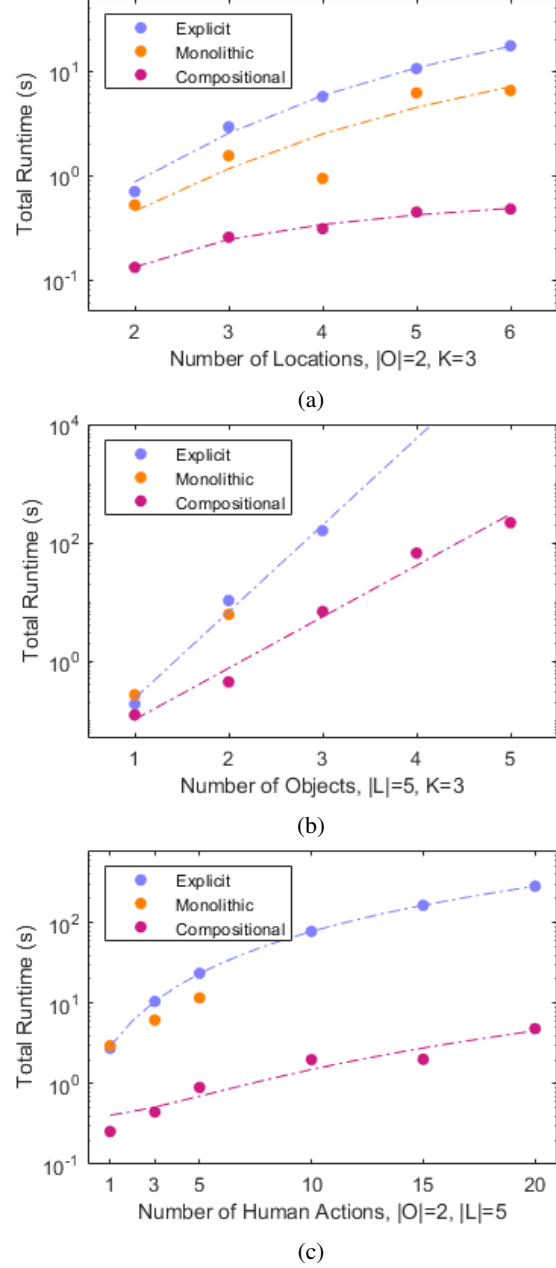 Total Runtime (s)
10^1
10^0
10^-1
Explicit
Monolithic
Compositional
2 3 4 5 6
Number of Locations, |O|=2, K=3
(a)
Total Runtime (s)
10^4
10^2
10^0
Explicit
Monolithic
Compositional
1 2 3 4 5
Number of Objects, |L|=5, K=3
(b)
Total Runtime (s)
10^2
10^1
10^0
10^-1
Explicit
Monolithic
Compositional
1 3 5 10 15 20
Number of Human Actions, |O|=2, |L|=5
(c)